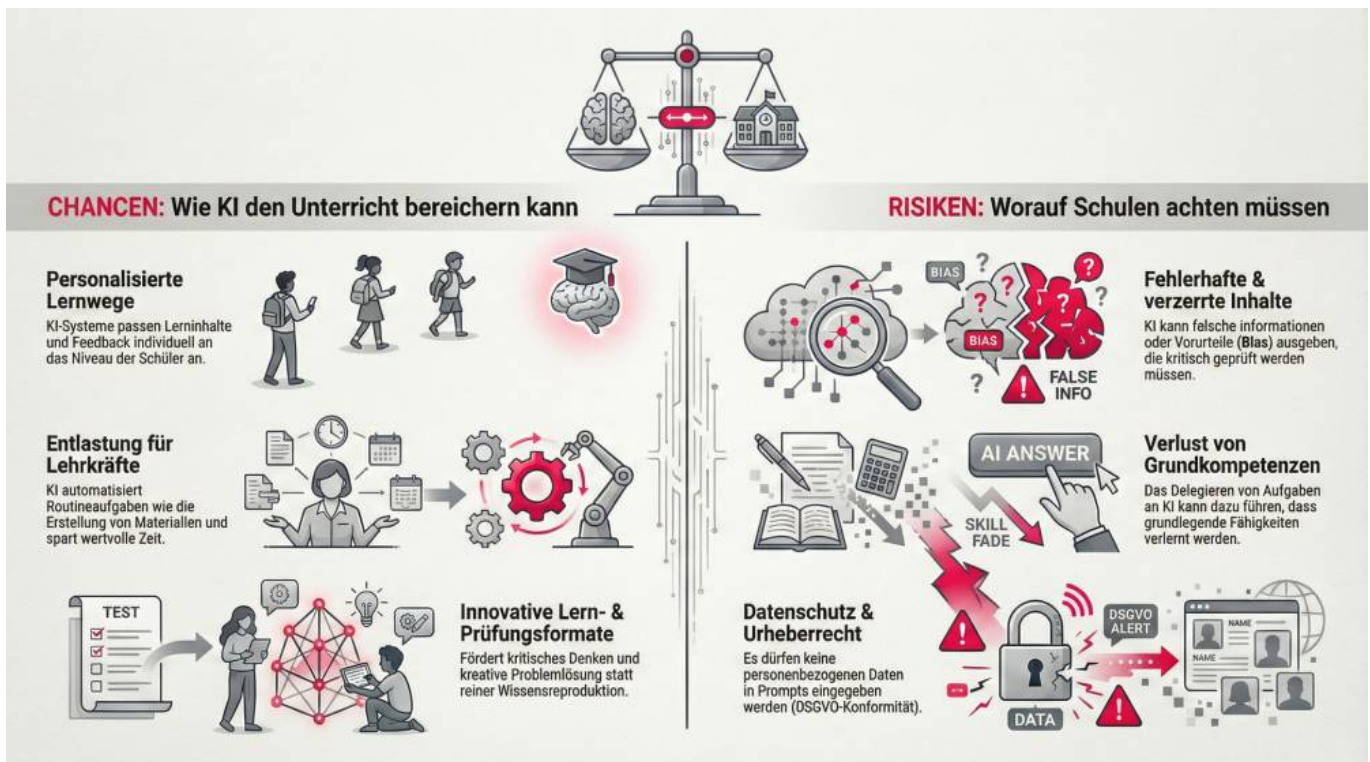 CHANCEN: Wie KI den Unterricht bereichern kann
Personalisierte
Lernwege
KI-Systeme passen Lerninhalte
und Feedback individuell an
das Niveau der Schüler an.
Entlastung für
Lehrkräfte
KI automatisiert
Routineaufgaben wie die
Erstellung von Materiallen und
spart wertvolle Zeit.
TEST
Innovative Lern- &
Prüfungsformate
Fördert kritisches Denken und
kreative Problemlösung statt
reiner Wissensreproduktion.
RISIKEN: Worauf Schulen achten müssen
BIAS
BIAS
FALSE
INFO
Fehlerhafte &
verzerrte Inhalte
KI kann falsche informationen
oder Vorurteile (Blas) ausgeben,
die kritisch geprüft werden
müssen.
AI ANSWER
SKILL
FADE
Verlust von
Grundkompetenzen
Das Delegieren von Aufgaben
an KI kann dazu führen, dass
grundlegende Fähigkeiten
verlernt werden.
Datenschutz &
Urheberrecht
Es dürfen keine
personenbezogenen Daten
in Prompts eingegeben
werden (DSGVO-Konformität).
DATA
DSGVO
ALERT
NAME
NAME